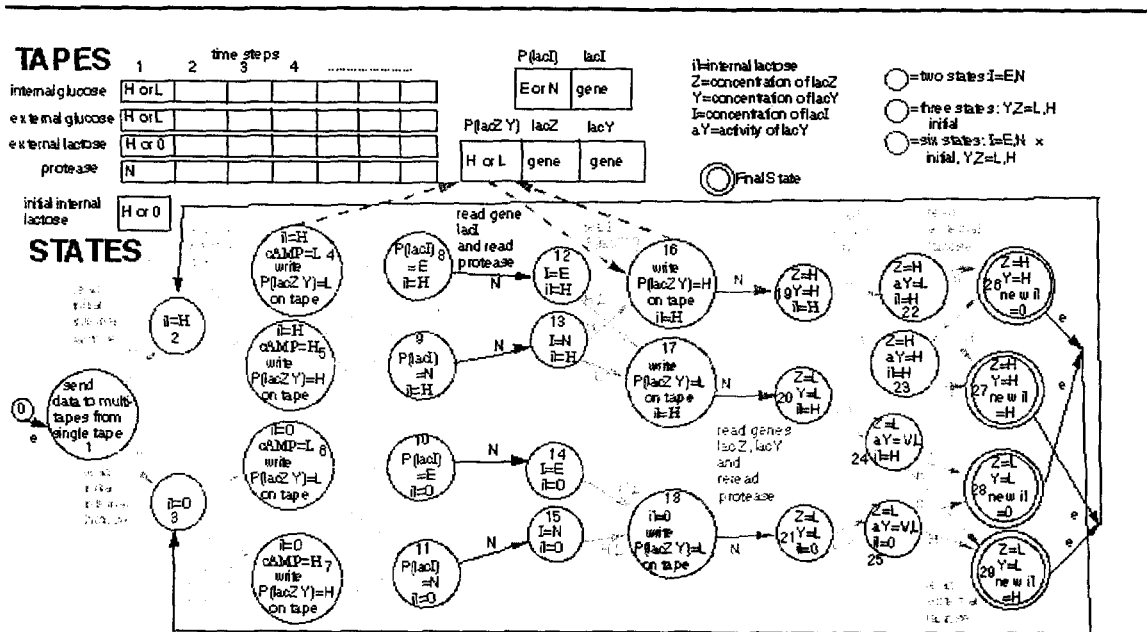 TAPES
time steps
1 2 3 4
internal glucose H or L
external glucose H or L
external lactose H or 0
protease N
initial internal
lactose
H or 0
P(lacI) lacI
E or N gene
P(lacZ Y) lacZ lacY
H or L gene gene
il=internal lactose
Z=concentration of lacZ
Y=concentration of lacY
I=concentration of lacI
aY=activity of lacY
=two states: I=E,N
=three states: Y,Z=L,H
initial
=six states: I=E,N ×
initial, Y,Z=L,H
Final State
STATES
0
e
send
data to multi-
tapes from
single tape
1
il=H
2
il=0
3
il=H
cAMP=L 4
write
P(lacZ Y)=L
on tape
il=H
cAMP=H 5
write
P(lacZ Y)=H
on tape
il=0
cAMP=L 6
write
P(lacZ Y)=L
on tape
il=0
cAMP=H 7
write
P(lacZ Y)=H
on tape
P(lacI) 8
=E
il=H
9
P(lacI)
=N
il=H
10
P(lacI)
=E
il=0
11
P(lacI)
=N
il=0
read gene
lacI
and read
protease
N
N
N
N
12
I=E
il=H
13
I=N
il=H
14
I=E
il=0
15
I=N
il=0
16
write
P(lacZ Y)=H
on tape
il=H
17
write
P(lacZ Y)=L
on tape
il=H
18
il=0
write
P(lacZ Y)=L
on tape
N
N
N
read genes
lacZ, lacY
and
reread
protease
Z=H
19 Y=H
il=H
Z=L
20 Y=L
il=H
Z=L
21 Y=L
il=0
Z=H
aY=L
il=H
22
Z=H
aY=H
il=H
23
Z=L
aY=V,L
24 il=H
Z=L
aY=V,L
il=0
25
Z=H
26 Y=H
new il
=0
Z=H
27 Y=H
new il
=H
Z=L
Y=L
28 new il
=0
Z=L
Y=L
29 new il
=H
e
e
e
e